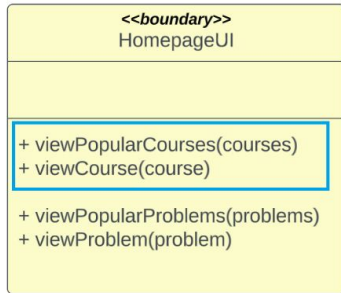 <<boundary>>
HomepageUI
+ viewPopularCourses(courses)
+ viewCourse(course)
+ viewPopularProblems(problems)
+ viewProblem(problem)